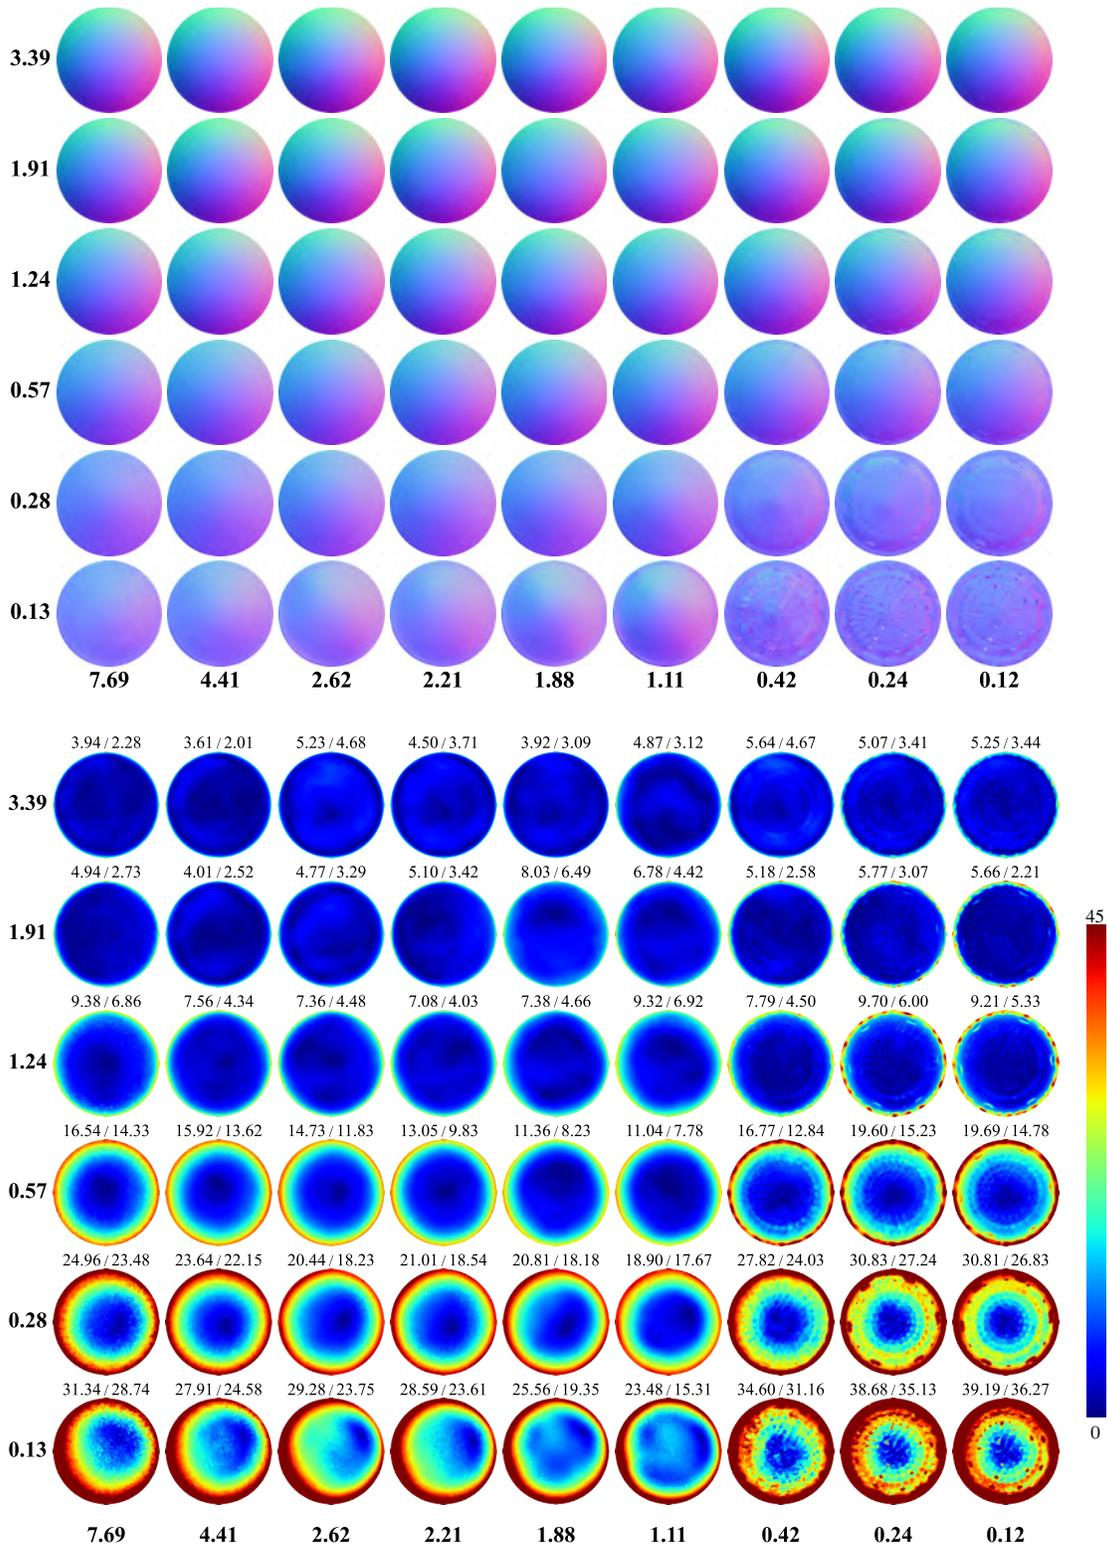 3.39
1.91
1.24
0.57
0.28
0.13
7.69 4.41 2.62 2.21 1.88 1.11 0.42 0.24 0.12
3.94 / 2.28 3.61 / 2.01 5.23 / 4.68 4.50 / 3.71 3.92 / 3.09 4.87 / 3.12 5.64 / 4.67 5.07 / 3.41 5.25 / 3.44
3.39
4.94 / 2.73 4.01 / 2.52 4.77 / 3.29 5.10 / 3.42 8.03 / 6.49 6.78 / 4.42 5.18 / 2.58 5.77 / 3.07 5.66 / 2.21
45
1.91
9.38 / 6.86 7.56 / 4.34 7.36 / 4.48 7.08 / 4.03 7.38 / 4.66 9.32 / 6.92 7.79 / 4.50 9.70 / 6.00 9.21 / 5.33
1.24
16.54 / 14.33 15.92 / 13.62 14.73 / 11.83 13.05 / 9.83 11.36 / 8.23 11.04 / 7.78 16.77 / 12.84 19.60 / 15.23 19.69 / 14.78
0.57
24.96 / 23.48 23.64 / 22.15 20.44 / 18.23 21.01 / 18.54 20.81 / 18.18 18.90 / 17.67 27.82 / 24.03 30.83 / 27.24 30.81 / 26.83
0.28
31.34 / 28.74 27.91 / 24.58 29.28 / 23.75 28.59 / 23.61 25.56 / 19.35 23.48 / 15.31 34.60 / 31.16 38.68 / 35.13 39.19 / 36.27
0
0.13
7.69 4.41 2.62 2.21 1.88 1.11 0.42 0.24 0.12